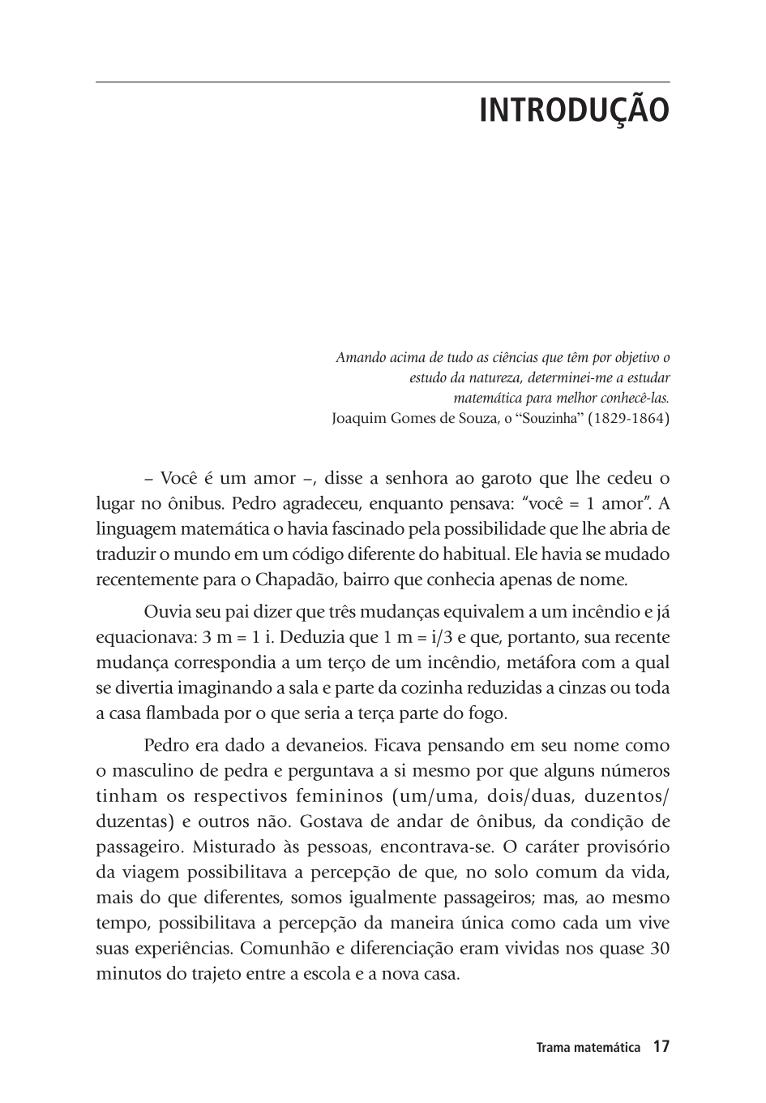 INTRODUÇÃO
Amando acima de tudo as ciências que têm por objetivo o
estudo da natureza, determinei-me a estudar
matemática para melhor conhecê-las.
Joaquim Gomes de Souza, o “Souzinha” (1829-1864)
– Você é um amor –, disse a senhora ao garoto que lhe cedeu o
lugar no ônibus. Pedro agradeceu, enquanto pensava: “você = 1 amor”. A
linguagem matemática o havia fascinado pela possibilidade que lhe abria de
traduzir o mundo em um código diferente do habitual. Ele havia se mudado
recentemente para o Chapadão, bairro que conhecia apenas de nome.
Ouvia seu pai dizer que três mudanças equivalem a um incêndio e já
equacionava: 3 m = 1 i. Deduzia que 1 m = i/3 e que, portanto, sua recente
mudança correspondia a um terço de um incêndio, metáfora com a qual
se divertia imaginando a sala e parte da cozinha reduzidas a cinzas ou toda
a casa flambada por o que seria a terça parte do fogo.
Pedro era dado a devaneios. Ficava pensando em seu nome como
o masculino de pedra e perguntava a si mesmo por que alguns números
tinham os respectivos femininos (um/uma, dois/duas, duzentos/
duzentas) e outros não. Gostava de andar de ônibus, da condição de
passageiro. Misturado às pessoas, encontrava-se. O caráter provisório
da viagem possibilitava a percepção de que, no solo comum da vida,
mais do que diferentes, somos igualmente passageiros; mas, ao mesmo
tempo, possibilitava a percepção da maneira única como cada um vive
suas experiências. Comunhão e diferenciação eram vividas nos quase 30
minutos do trajeto entre a escola e a nova casa.
Trama matemática 17